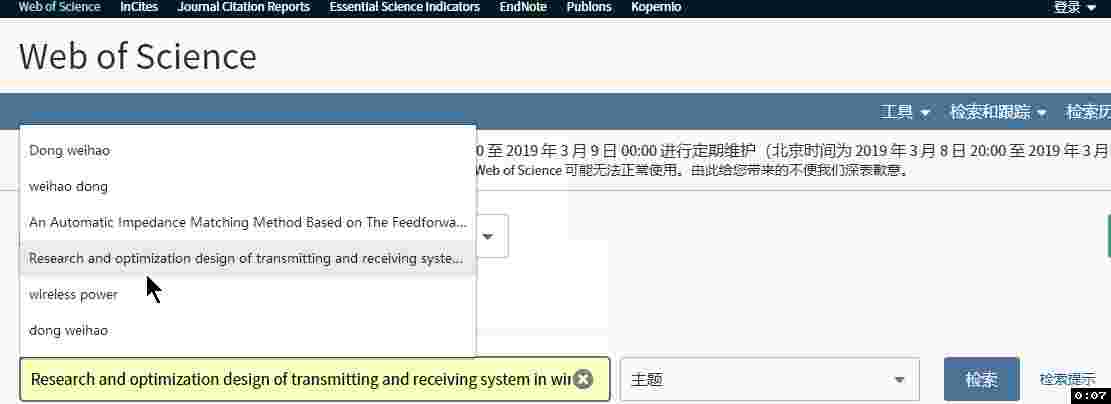 Web of Science InCites Journal Citation Reports Essential Science Indicators EndNote Publons Kopernio 登录
Web of Science
工具 检索和跟踪 检索历
Dong weihao
0 至 2019 年 3 月 9 日 00:00 进行定期维护（北京时间为 2019 年 3 月 8 日 20:00 至 2019 年 3 月
Web of Science 可能无法正常使用。由此给您带来的不便我们深表歉意。
weihao dong
An Automatic Impedance Matching Method Based on The Feedforwa...
Research and optimization design of transmitting and receiving syste...
wireless power
dong weihao
Research and optimization design of transmitting and receiving system in wir
主题
检索
检索提示
0:07